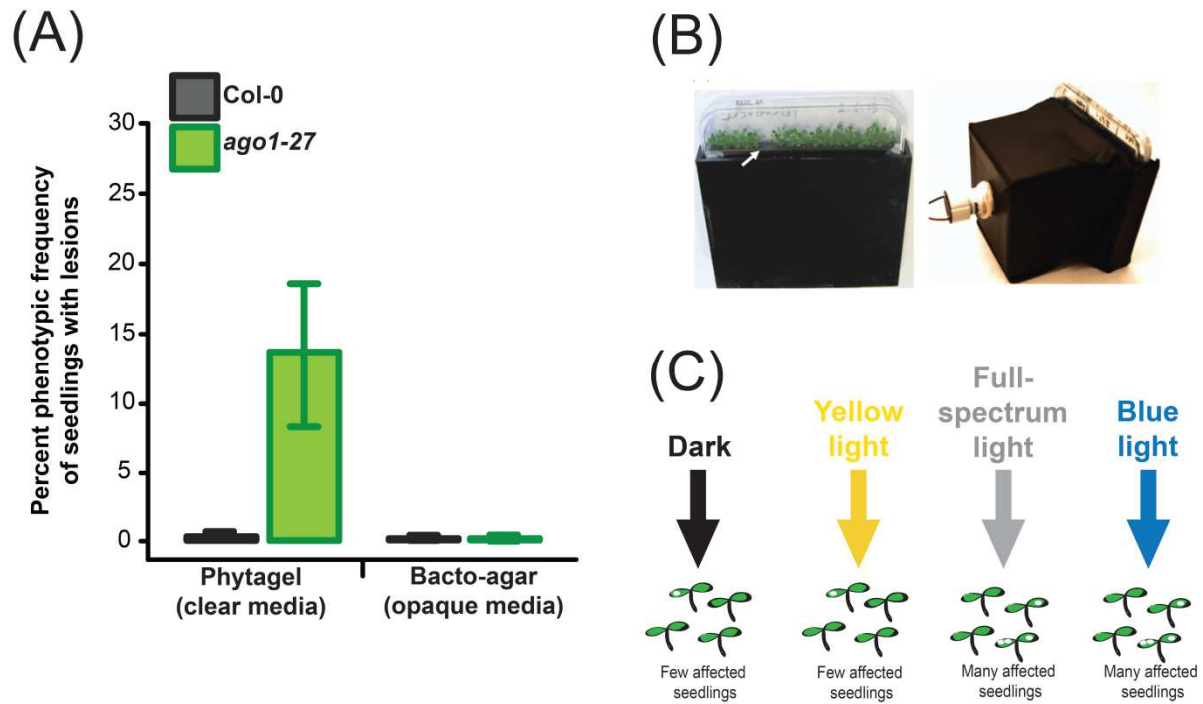 (A)
Col-0
ago1-27
Percent phenotypic frequency
of seedlings with lesions
30
25
20
15
10
5
0
Phytagel
(clear media)
Bacto-agar
(opaque media)
(B)
(C)
Dark
Yellow
light
Full-
spectrum
light
Blue
light
Few affected
seedlings
Few affected
seedlings
Many affected
seedlings
Many affected
seedlings